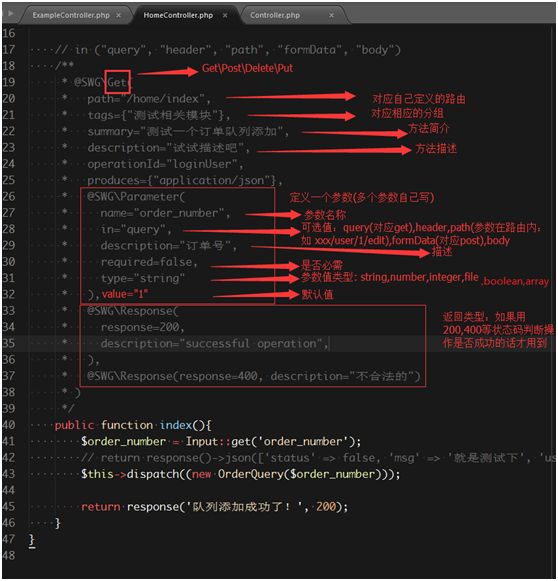 ExampleController.php × HomeController.php × Controller.php ×
16
17 // in ("query", "header", "path", "formData", "body")
18 /**
Get\Post\Delete\Put
19 * @SWG\Get(
20 * path="/home/index", 对应自己定义的路由
21 * tags={"测试相关模块"}, 对应相应的分组
22 * summary="测试一个订单队列添加", 方法简介
23 * description="试试描述吧", 方法描述
24 * operationId="loginUser",
25 * produces={"application/json"},
26 * @SWG\Parameter( 定义一个参数(多个参数自己写)
27 * name="order_number", 参数名称
28 * in="query", 可选值，query(对应get),header,path(参数在路由内：
如 xxx/user/1/edit),formData(对应post),body
29 * description="订单号", 描述
30 * required=false, 是否必需
31 * type="string" 参数值类型: string,number,integer,file ,boolean,array
32 * ),value="1" 默认值
33 * @SWG\Response( 返回类型，如果用
34 * response=200, 200,400等状态码判断操
35 * description="successful operation", 作是否成功的话才用到
36 * ),
37 * @SWG\Response(response=400, description="不合法的")
38 * )
39 */
40 public function index(){
41 $order_number = Input::get('order_number');
42 // return response()->json(['status' => false, 'msg' => '就是测试下', 'us
43 $this->dispatch((new OrderQuery($order_number)));
44
45 return response('队列添加成功了！', 200);
46 }
47 }
48